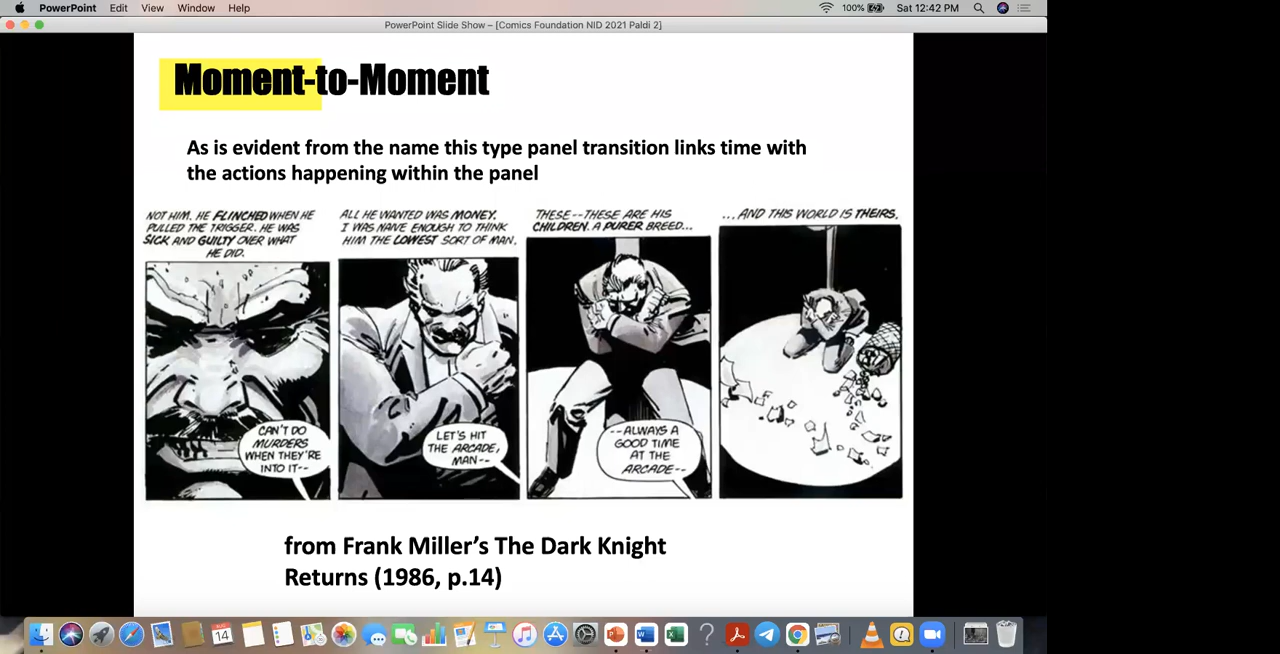 PowerPoint Edit View Window Help 100% Sat 12:42 PM
PowerPoint Slide Show – [Comics Foundation NID 2021 Paldi 2]
Moment-to-Moment
As is evident from the name this type panel transition links time with
the actions happening within the panel
NOT HIM. HE FLINCHED WHEN HE
PULLED THE TRIGGER. HE WAS
SICK AND GUILTY OVER WHAT
HE DID.
CAN'T DO
MURDERS
WHEN THEY'RE
INTO IT--
ALL HE WANTED WAS MONEY.
I WAS NAIVE ENOUGH TO THINK
HIM THE LOWEST SORT OF MAN.
LET'S HIT
THE ARCADE,
MAN--
THESE--THESE ARE HIS
CHILDREN. A PURER BREED...
--ALWAYS A
GOOD TIME
AT THE
ARCADE--
...AND THIS WORLD IS THEIRS.
from Frank Miller's The Dark Knight
Returns (1986, p.14)
AUG
14